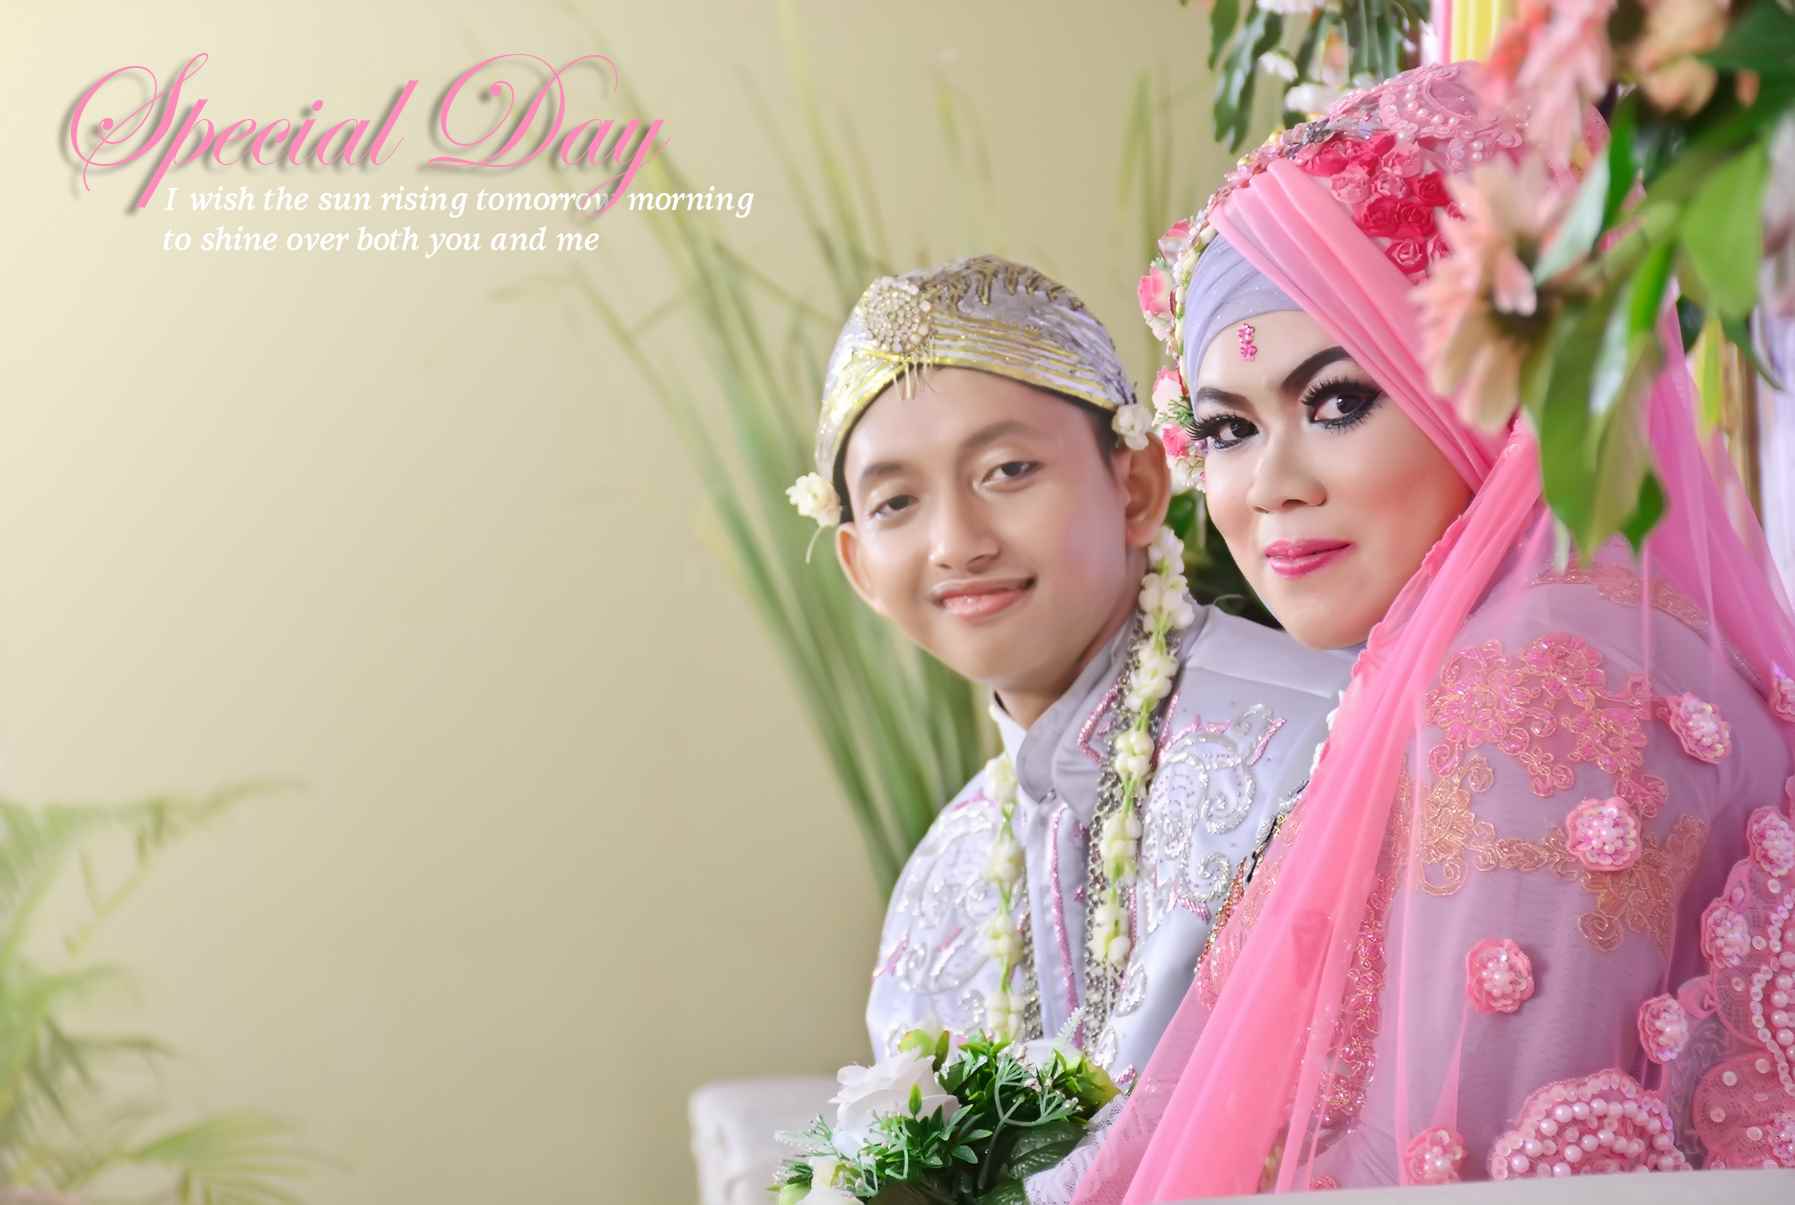 Special Day
I wish the sun rising tomorrow morning
to shine over both you and me